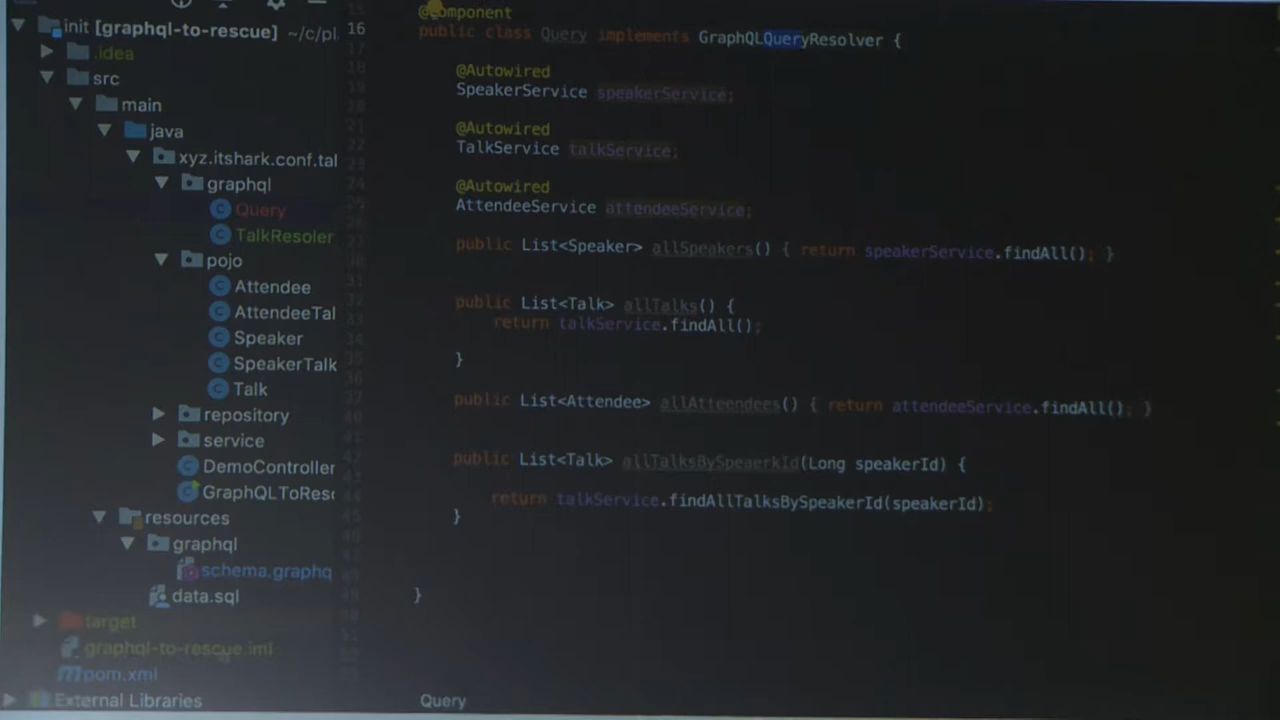 init [graphql-to-rescue] ~/c/pl
.idea
src
main
java
xyz.itshark.conf.tal
graphql
Query
TalkResoler
pojo
Attendee
AttendeeTal
Speaker
SpeakerTalk
Talk
repository
service
DemoController
GraphQLToResc
resources
graphql
schema.graphq
data.sql
target
graphql-to-rescue.iml
pom.xml
External Libraries
@Component
16 public class Query implements GraphQLQueryResolver {
@Autowired
SpeakerService speakerService;
@Autowired
TalkService talkService;
@Autowired
AttendeeService attendeeService;
public List<Speaker> allSpeakers() { return speakerService.findAll(); }
public List<Talk> allTalks() {
return talkService.findAll();
}
public List<Attendee> allAtteendees() { return attendeeService.findAll(); }
public List<Talk> allTalksBySpeaerkId(Long speakerId) {
return talkService.findAllTalksBySpeakerId(speakerId);
}
}
Query